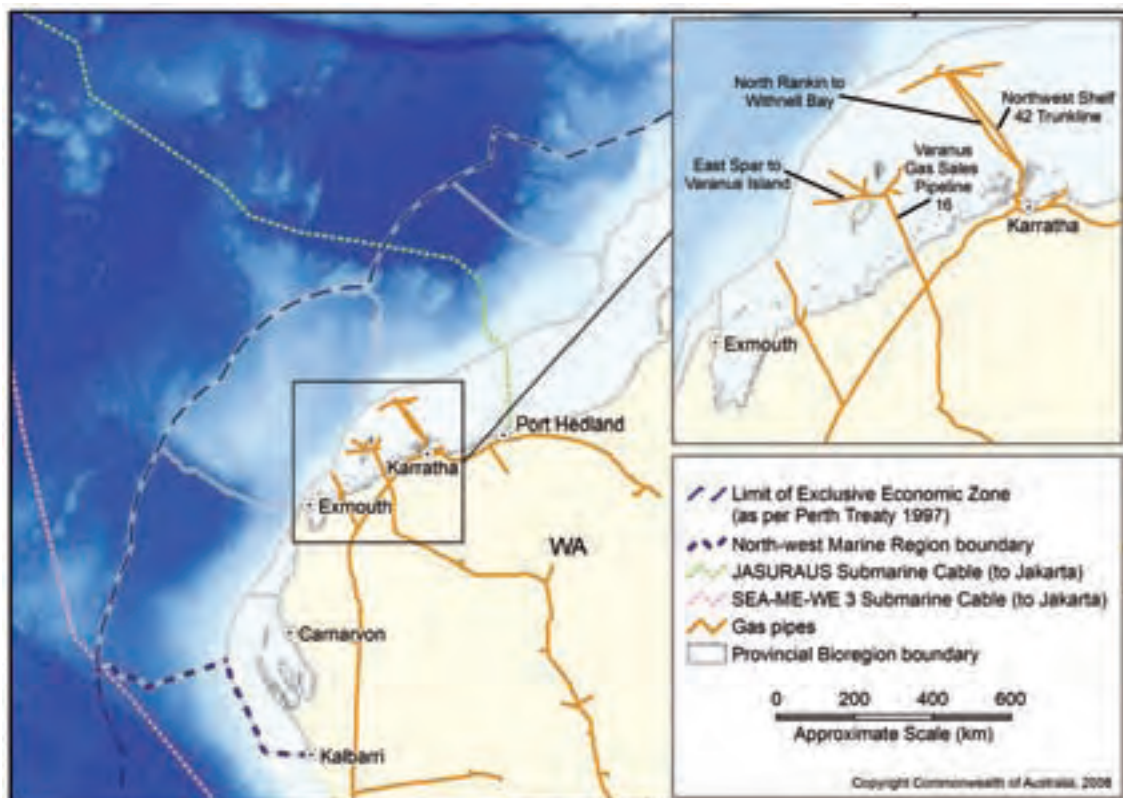 North Rankin to
Withnell Bay
Northwest Shelf
42 Trunkline
East Spar to
Varanus Island
Varanus
Gas Sales
Pipeline
16
Karratha
Exmouth
Port Hedland
Karratha
Exmouth
WA
Carnarvon
Kalbarri
Limit of Exclusive Economic Zone
(as per Perth Treaty 1997)
North-west Marine Region boundary
JASURAUS Submarine Cable (to Jakarta)
SEA-ME-WE 3 Submarine Cable (to Jakarta)
Gas pipes
Provincial Bioregion boundary
0 200 400 600
Approximate Scale (km)
Copyright Commonwealth of Australia, 2008